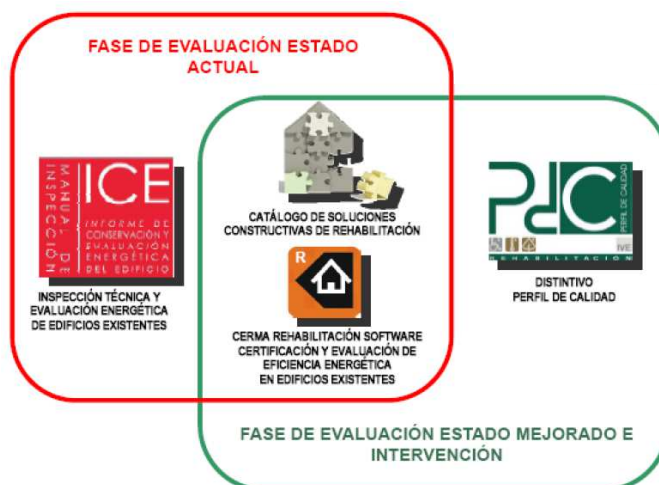 FASE DE EVALUACIÓN ESTADO
ACTUAL
MANUAL DE
INSPECCIÓN
ICE
INFORME DE
CONSERVACIÓN Y
EVALUACIÓN
ENERGÉTICA
DEL EDIFICIO
INSPECCIÓN TÉCNICA Y
EVALUACIÓN ENERGÉTICA
DE EDIFICIOS EXISTENTES
CATÁLOGO DE SOLUCIONES
CONSTRUCTIVAS DE REHABILITACIÓN
R
CERMA REHABILITACIÓN SOFTWARE
CERTIFICACIÓN Y EVALUACIÓN DE
EFICIENCIA ENERGÉTICA
EN EDIFICIOS EXISTENTES
PdC
PERFIL DE CALIDAD
IVE
REHABILITACIÓN
DISTINTIVO
PERFIL DE CALIDAD
FASE DE EVALUACIÓN ESTADO MEJORADO E
INTERVENCIÓN